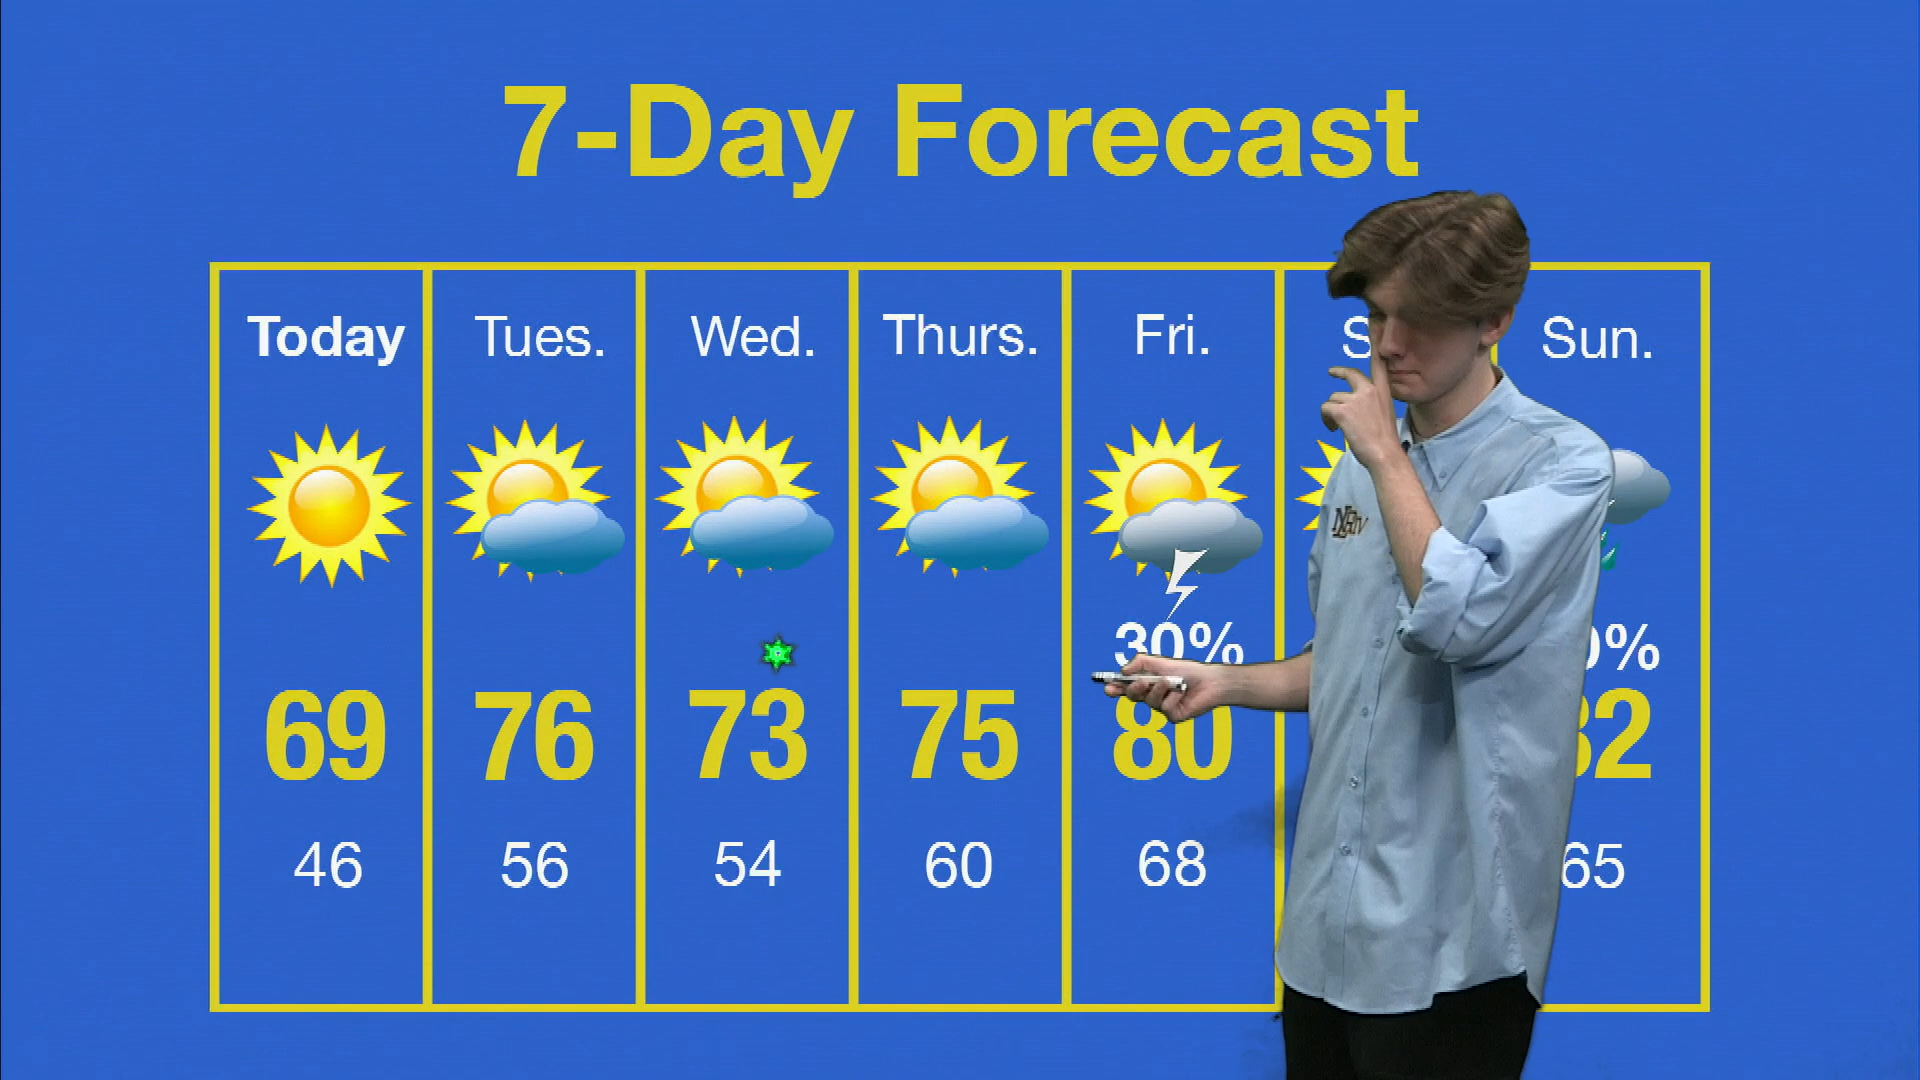 7-Day Forecast
Today Tues. Wed. Thurs. Fri. Sun.
30%
69 76 73 75 80
46 56 54 60 68 65